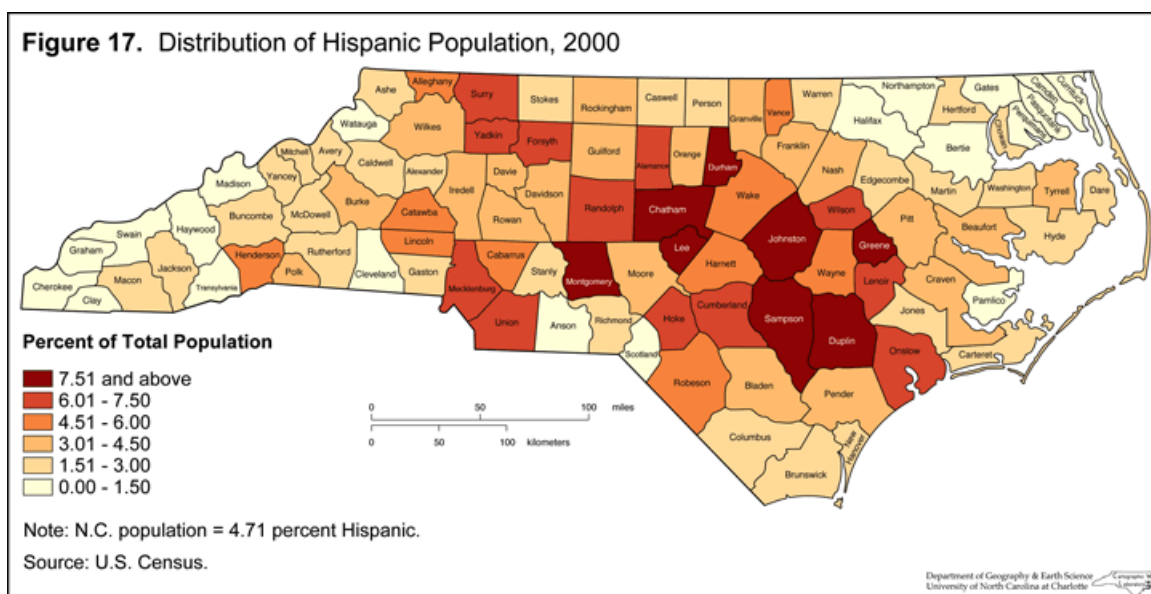 Figure 17. Distribution of Hispanic Population, 2000
Ashe
Alleghany
Surry
Stokes
Rockingham
Caswell
Person
Granville
Vance
Warren
Northampton
Gates
Camden
Currituck
Pasquotank
Perquimans
Hertford
Halifax
Chowan
Bertie
Watauga
Wilkes
Yadkin
Forsyth
Guilford
Alamance
Orange
Durham
Franklin
Nash
Edgecombe
Martin
Washington
Tyrrell
Dare
Mitchell
Avery
Yancey
Caldwell
Alexander
Iredell
Davie
Davidson
Wake
Madison
Buncombe
McDowell
Burke
Catawba
Rowan
Randolph
Chatham
Wilson
Pitt
Beaufort
Hyde
Swain
Haywood
Graham
Henderson
Rutherford
Lincoln
Cabarrus
Lee
Johnston
Greene
Cherokee
Macon
Jackson
Polk
Cleveland
Gaston
Stanly
Montgomery
Moore
Harnett
Wayne
Lenoir
Craven
Clay
Transylvania
Mecklenburg
Pamlico
Union
Anson
Richmond
Hoke
Cumberland
Sampson
Duplin
Jones
Carteret
Scotland
Onslow
Robeson
Bladen
Pender
Columbus
New
Hanover
Brunswick
Percent of Total Population
7.51 and above
6.01 - 7.50
4.51 - 6.00
3.01 - 4.50
1.51 - 3.00
0.00 - 1.50
0 50 100 miles
0 50 100 kilometers
Note: N.C. population = 4.71 percent Hispanic.
Source: U.S. Census.
Department of Geography & Earth Science
University of North Carolina at Charlotte